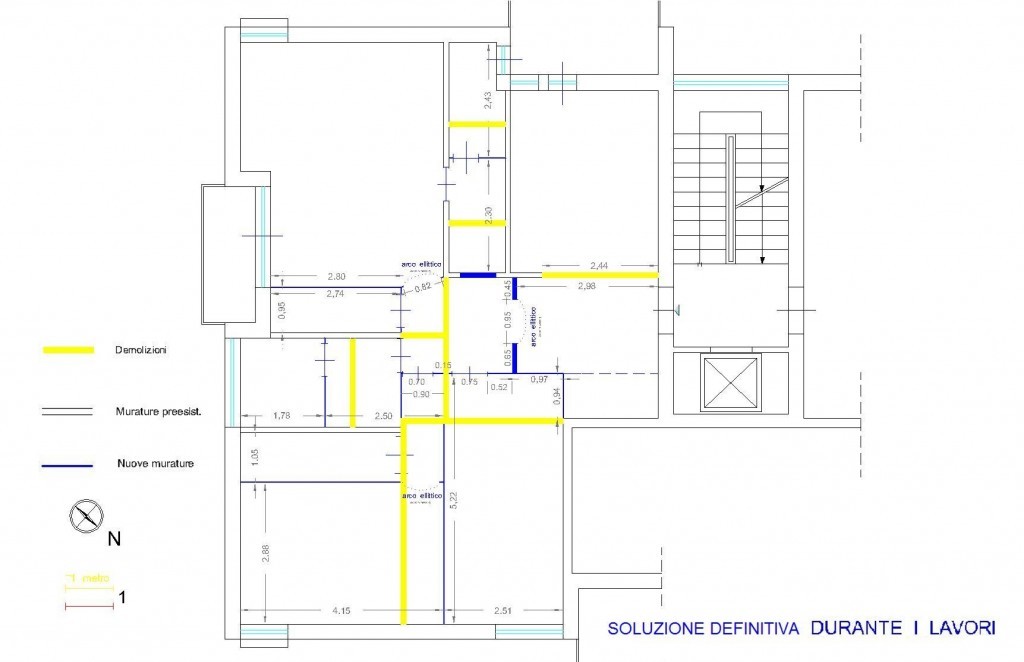 2,43
2.30
arco ellittico
0.82
2.80
2,74
0,95
2,44
2,98
0.45
0.95
arco ellittico
0.65
Demolizioni
0.15
0.70
0.75
0.52
0.97
0.90
0,94
1,78
2.50
Murature preesist.
Nuove murature
1.05
arco ellittico
5,22
2.88
N
1 metro
1
4.15
2.51
SOLUZIONE DEFINITIVA DURANTE I LAVORI